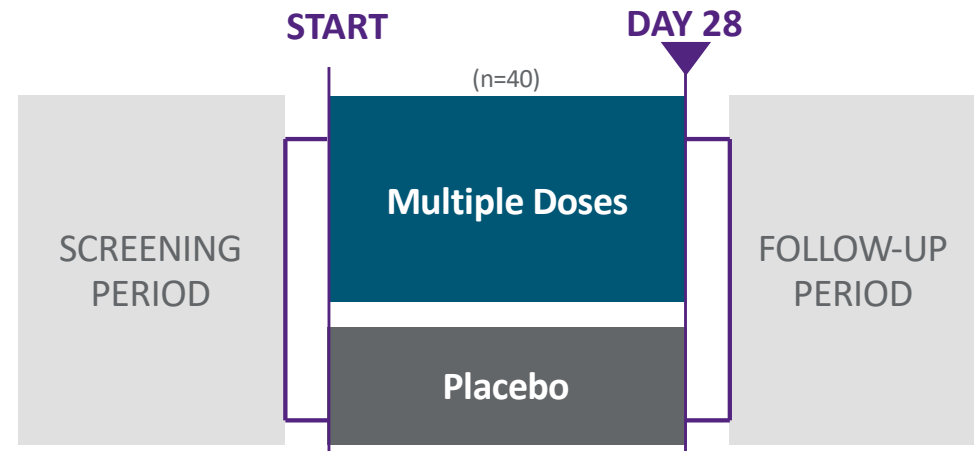 START
DAY 28
(n=40)
SCREENING
PERIOD
Multiple Doses
Placebo
FOLLOW-UP
PERIOD